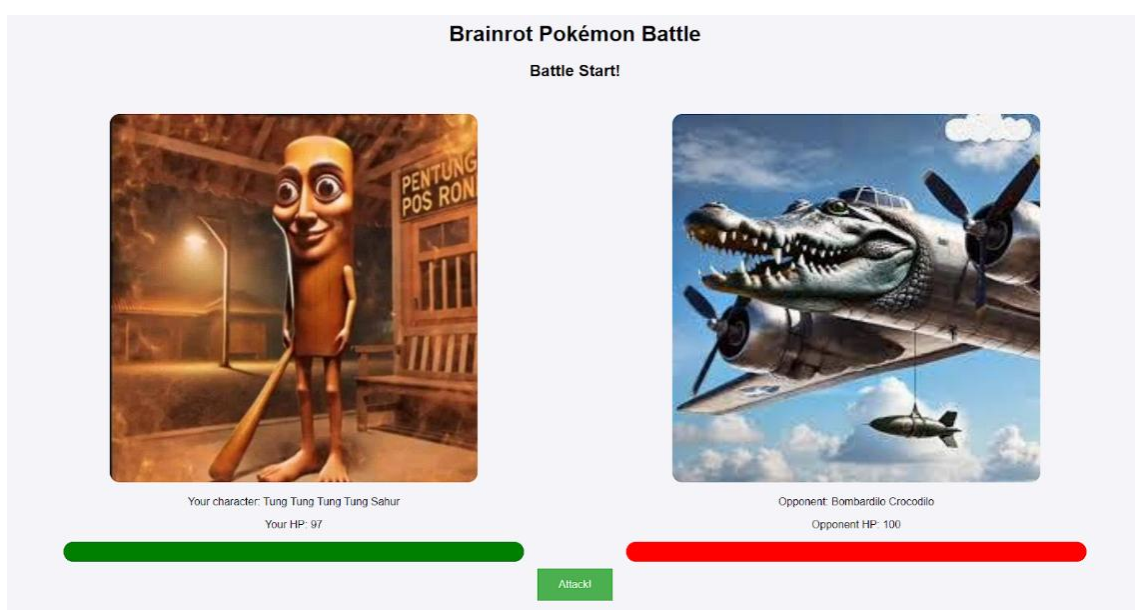 Brainrot Pokémon Battle
Battle Start!
PENTUNG
POS RON
Your character: Tung Tung Tung Tung Sahur
Opponent: Bombardilo Crocodilo
Your HP: 97
Opponent HP: 100
Attack!